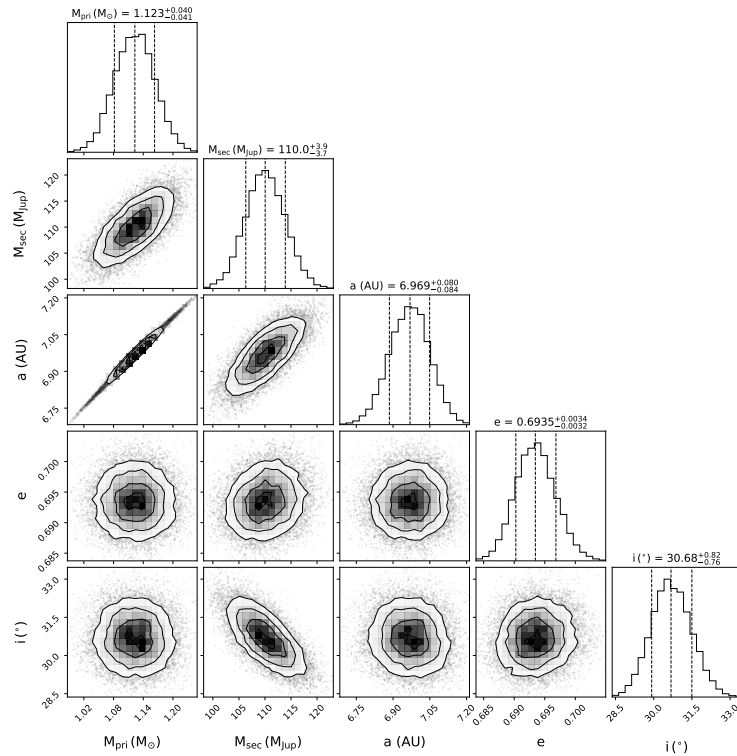 M_pri (M_⊙) = 1.123^{+0.040}_{-0.041}
M_sec (M_Jup) = 110.0^{+3.9}_{-3.7}
120
115
110
105
100
M_sec (M_Jup)
a (AU) = 6.969^{+0.080}_{-0.084}
7.20
7.05
6.90
6.75
a (AU)
e = 0.6935^{+0.0034}_{-0.0032}
0.700
0.695
0.690
0.685
e
i (°) = 30.68^{+0.82}_{-0.76}
33.0
31.5
30.0
28.5
i (°)
1.02 1.08 1.14 1.20 100 105 110 115 120 6.75 6.90 7.05 7.20 0.685 0.690 0.695 0.700 28.5 30.0 31.5 33.0
M_pri (M_⊙) M_sec (M_Jup) a (AU) e i (°)